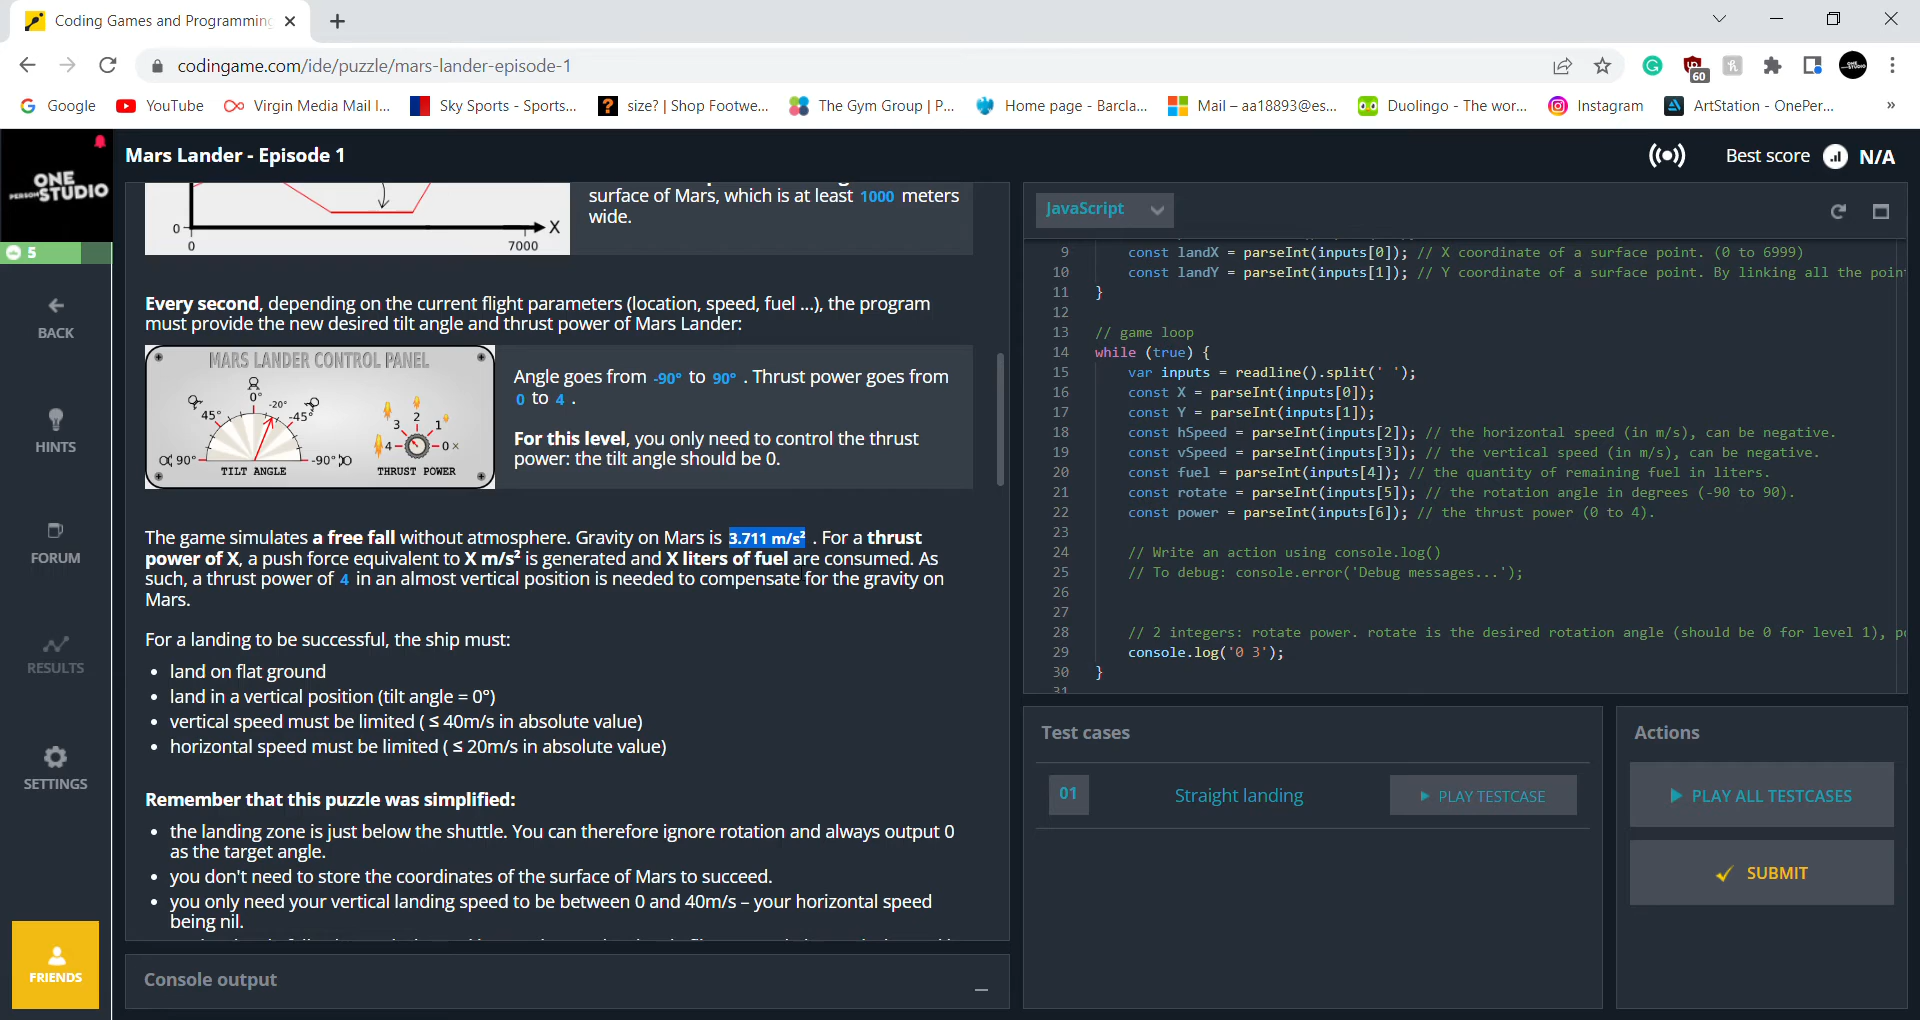 Coding Games and Programming
codingame.com/ide/puzzle/mars-lander-episode-1
60
Google
YouTube
Virgin Media Mail I...
Sky Sports - Sports...
size? | Shop Footwe...
The Gym Group | P...
Home page - Barcla...
Mail – aa18893@es...
Duolingo - The wor...
Instagram
ArtStation - OnePer...
»
ONE
PERSON STUDIO
5
BACK
HINTS
FORUM
RESULTS
SETTINGS
FRIENDS
Mars Lander - Episode 1
Best score N/A
0
X
0
7000
surface of Mars, which is at least 1000 meters
wide.
Every second, depending on the current flight parameters (location, speed, fuel ...), the program
must provide the new desired tilt angle and thrust power of Mars Lander:
MARS LANDER CONTROL PANEL
0°
-20°
45°
-45°
90°
-90°
TILT ANGLE
2
3
1
4
0
THRUST POWER
Angle goes from -90° to 90° . Thrust power goes from
0 to 4 .
For this level, you only need to control the thrust
power: the tilt angle should be 0.
The game simulates a free fall without atmosphere. Gravity on Mars is 3.711 m/s² . For a thrust
power of X, a push force equivalent to X m/s² is generated and X liters of fuel are consumed. As
such, a thrust power of 4 in an almost vertical position is needed to compensate for the gravity on
Mars.
For a landing to be successful, the ship must:
• land on flat ground
• land in a vertical position (tilt angle = 0°)
• vertical speed must be limited ( ≤ 40m/s in absolute value)
• horizontal speed must be limited ( ≤ 20m/s in absolute value)
Remember that this puzzle was simplified:
• the landing zone is just below the shuttle. You can therefore ignore rotation and always output 0
as the target angle.
• you don't need to store the coordinates of the surface of Mars to succeed.
• you only need your vertical landing speed to be between 0 and 40m/s – your horizontal speed
being nil.
Console output
JavaScript
9 const landX = parseInt(inputs[0]); // X coordinate of a surface point. (0 to 6999)
10 const landY = parseInt(inputs[1]); // Y coordinate of a surface point. By linking all the poin
11 }
12
13 // game loop
14 while (true) {
15 var inputs = readline().split(' ');
16 const X = parseInt(inputs[0]);
17 const Y = parseInt(inputs[1]);
18 const hSpeed = parseInt(inputs[2]); // the horizontal speed (in m/s), can be negative.
19 const vSpeed = parseInt(inputs[3]); // the vertical speed (in m/s), can be negative.
20 const fuel = parseInt(inputs[4]); // the quantity of remaining fuel in liters.
21 const rotate = parseInt(inputs[5]); // the rotation angle in degrees (-90 to 90).
22 const power = parseInt(inputs[6]); // the thrust power (0 to 4).
23
24 // Write an action using console.log()
25 // To debug: console.error('Debug messages...');
26
27
28 // 2 integers: rotate power. rotate is the desired rotation angle (should be 0 for level 1), p
29 console.log('0 3');
30 }
31
Test cases
01 Straight landing PLAY TESTCASE
Actions
PLAY ALL TESTCASES
SUBMIT